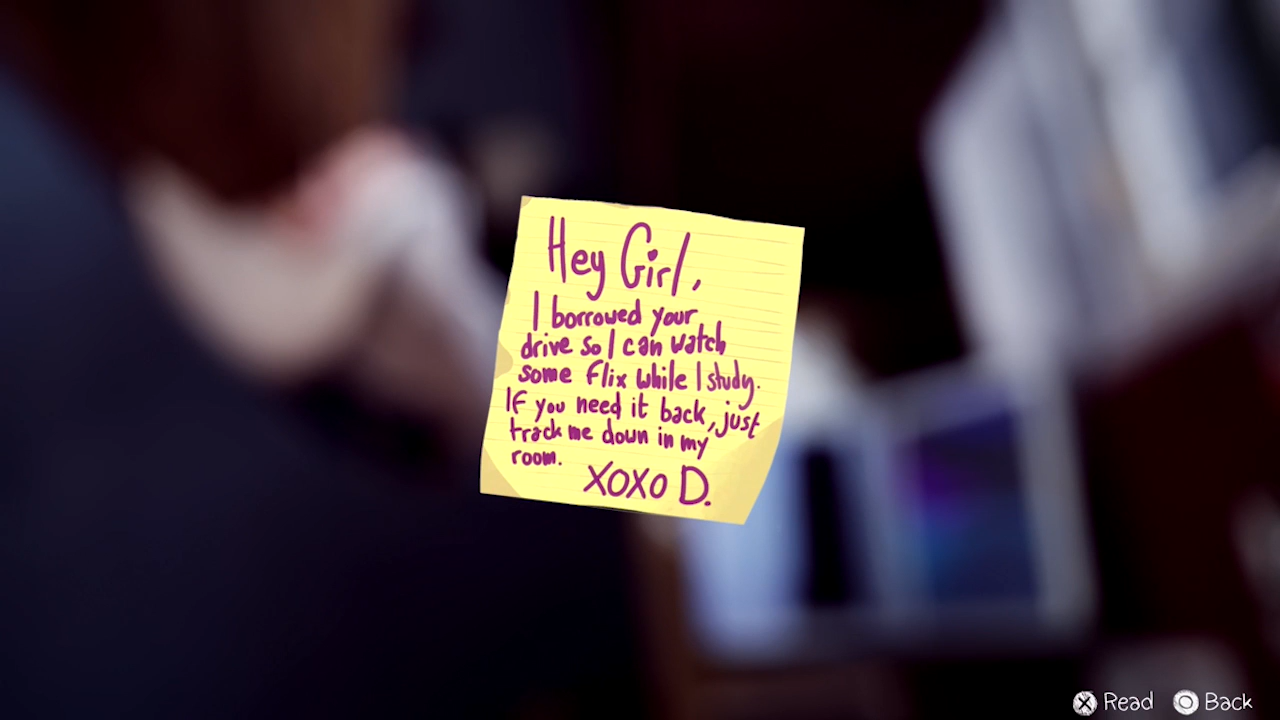 Hey Girl,
I borrowed your
drive so I can watch
some Flix while I study.
If you need it back, just
track me down in my
room.
XOXO D.
Read Back